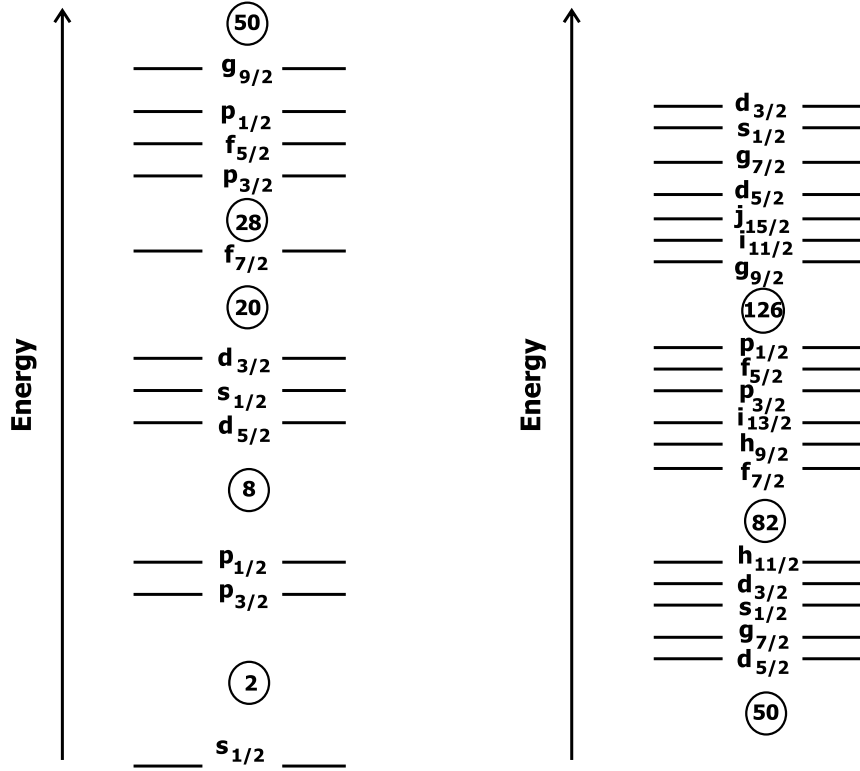 50
g9/2
p1/2
f5/2
p3/2
28
f7/2
20
d3/2
s1/2
d5/2
8
p1/2
p3/2
2
s1/2
Energy
d3/2
s1/2
g7/2
d5/2
j15/2
i11/2
g9/2
126
p1/2
f5/2
p3/2
i13/2
h9/2
f7/2
82
h11/2
d3/2
s1/2
g7/2
d5/2
50
Energy